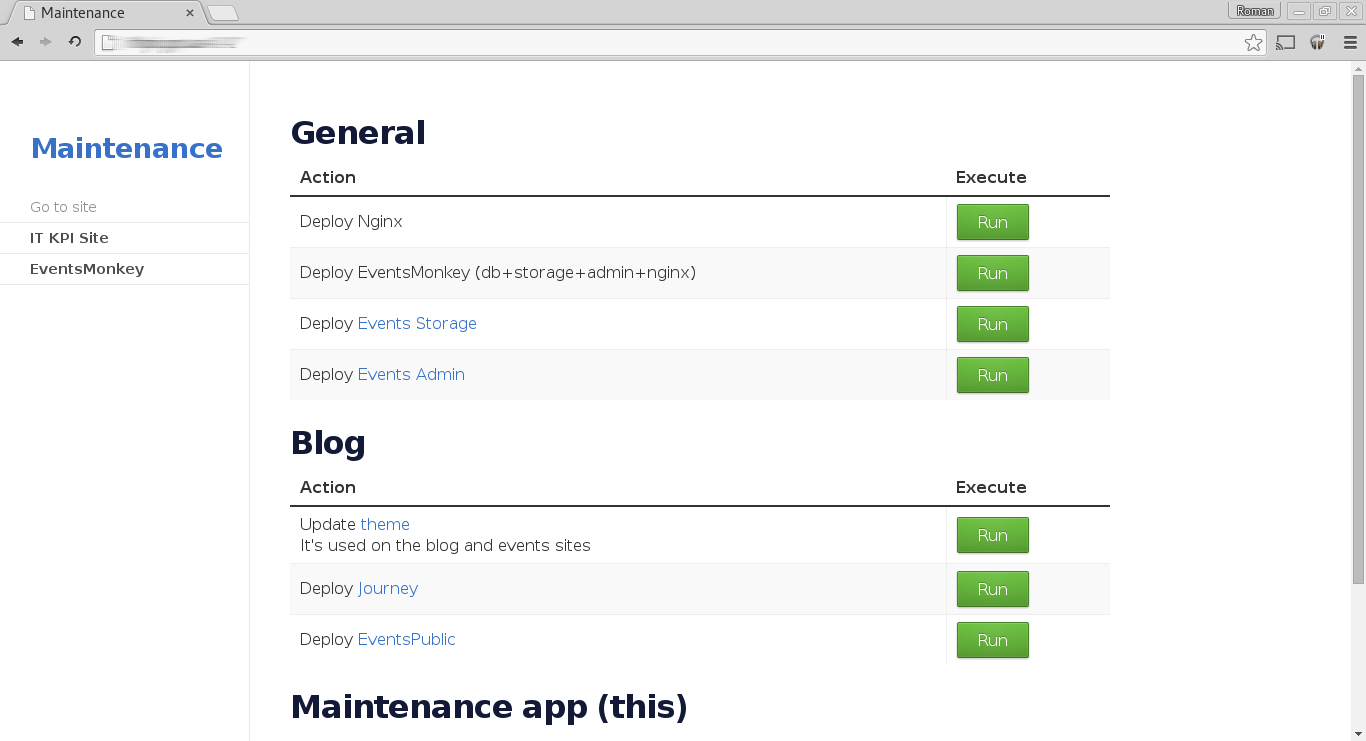 Maintenance
Roman
Maintenance
Go to site
IT KPI Site
EventsMonkey
General
Action Execute
Deploy Nginx Run
Deploy EventsMonkey (db+storage+admin+nginx) Run
Deploy Events Storage Run
Deploy Events Admin Run
Blog
Action Execute
Update theme
It's used on the blog and events sites Run
Deploy Journey Run
Deploy EventsPublic Run
Maintenance app (this)